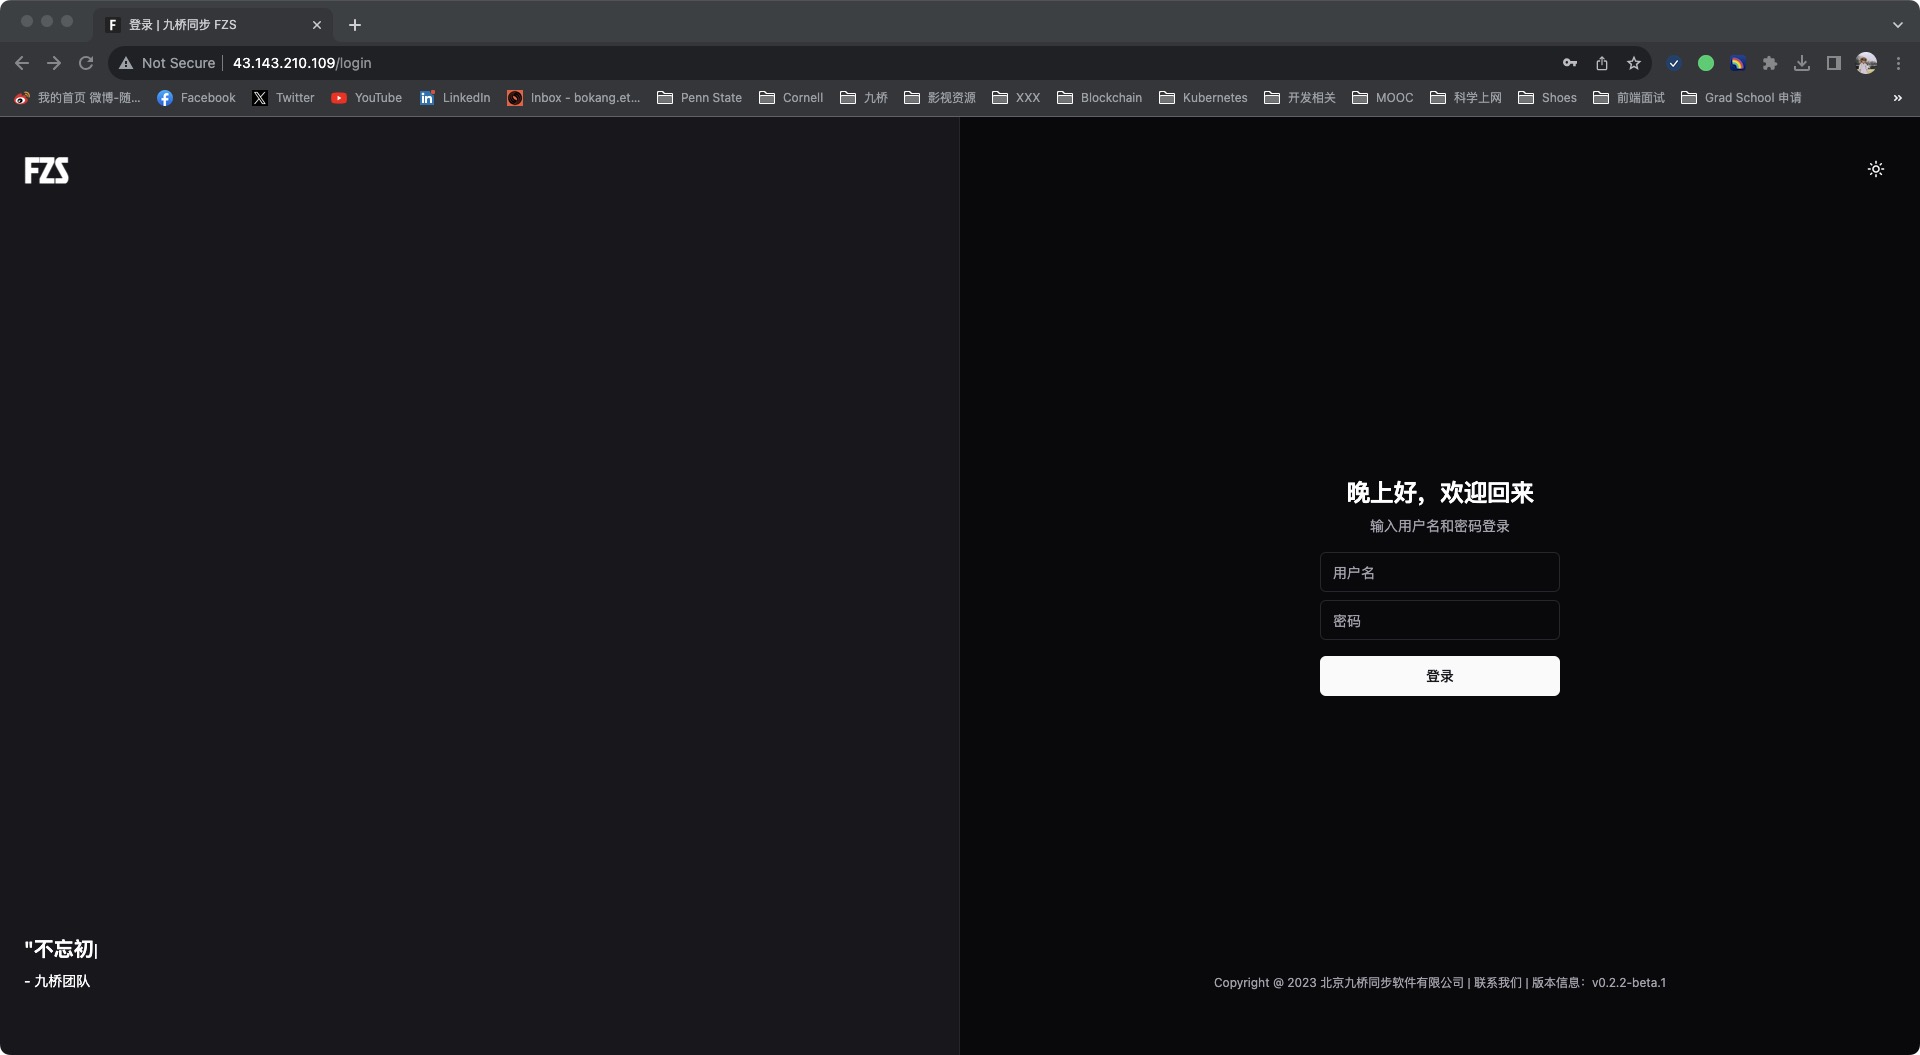 F 登录 | 九桥同步 FZS
Not Secure | 43.143.210.109/login
我的首页 微博-随... Facebook Twitter YouTube LinkedIn Inbox - bokang.et... Penn State Cornell 九桥 影视资源 XXX Blockchain Kubernetes 开发相关 MOOC 科学上网 Shoes 前端面试 Grad School 申请 »
FZS
晚上好，欢迎回来
输入用户名和密码登录
用户名
密码
登录
"不忘初|
- 九桥团队
Copyright @ 2023 北京九桥同步软件有限公司 | 联系我们 | 版本信息：v0.2.2-beta.1